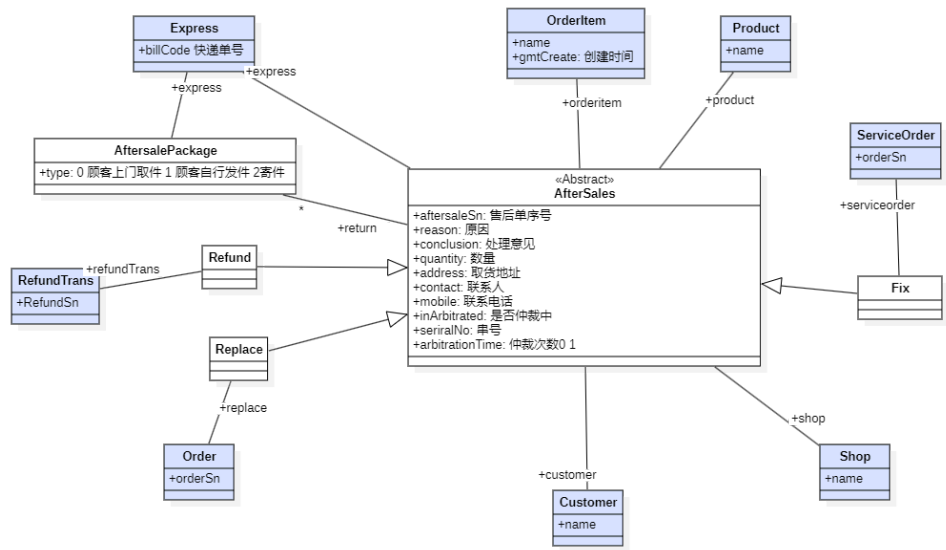 Express
+billCode 快递单号
OrderItem
+name
+gmtCreate: 创建时间
Product
+name
+express
+express
+orderitem
+product
AftersalePackage
+type: 0 顾客上门取件 1 顾客自行发件 2寄件
*
+return
ServiceOrder
+orderSn
+serviceorder
«Abstract»
AfterSales
+aftersaleSn: 售后单序号
+reason: 原因
+conclusion: 处理意见
+quantity: 数量
+address: 取货地址
+contact: 联系人
+mobile: 联系电话
+inArbitrated: 是否仲裁中
+seriralNo: 串号
+arbitrationTime: 仲裁次数0 1
Refund
+refundTrans
RefundTrans
+RefundSn
Fix
Replace
+replace
Order
+orderSn
+customer
Customer
+name
+shop
Shop
+name